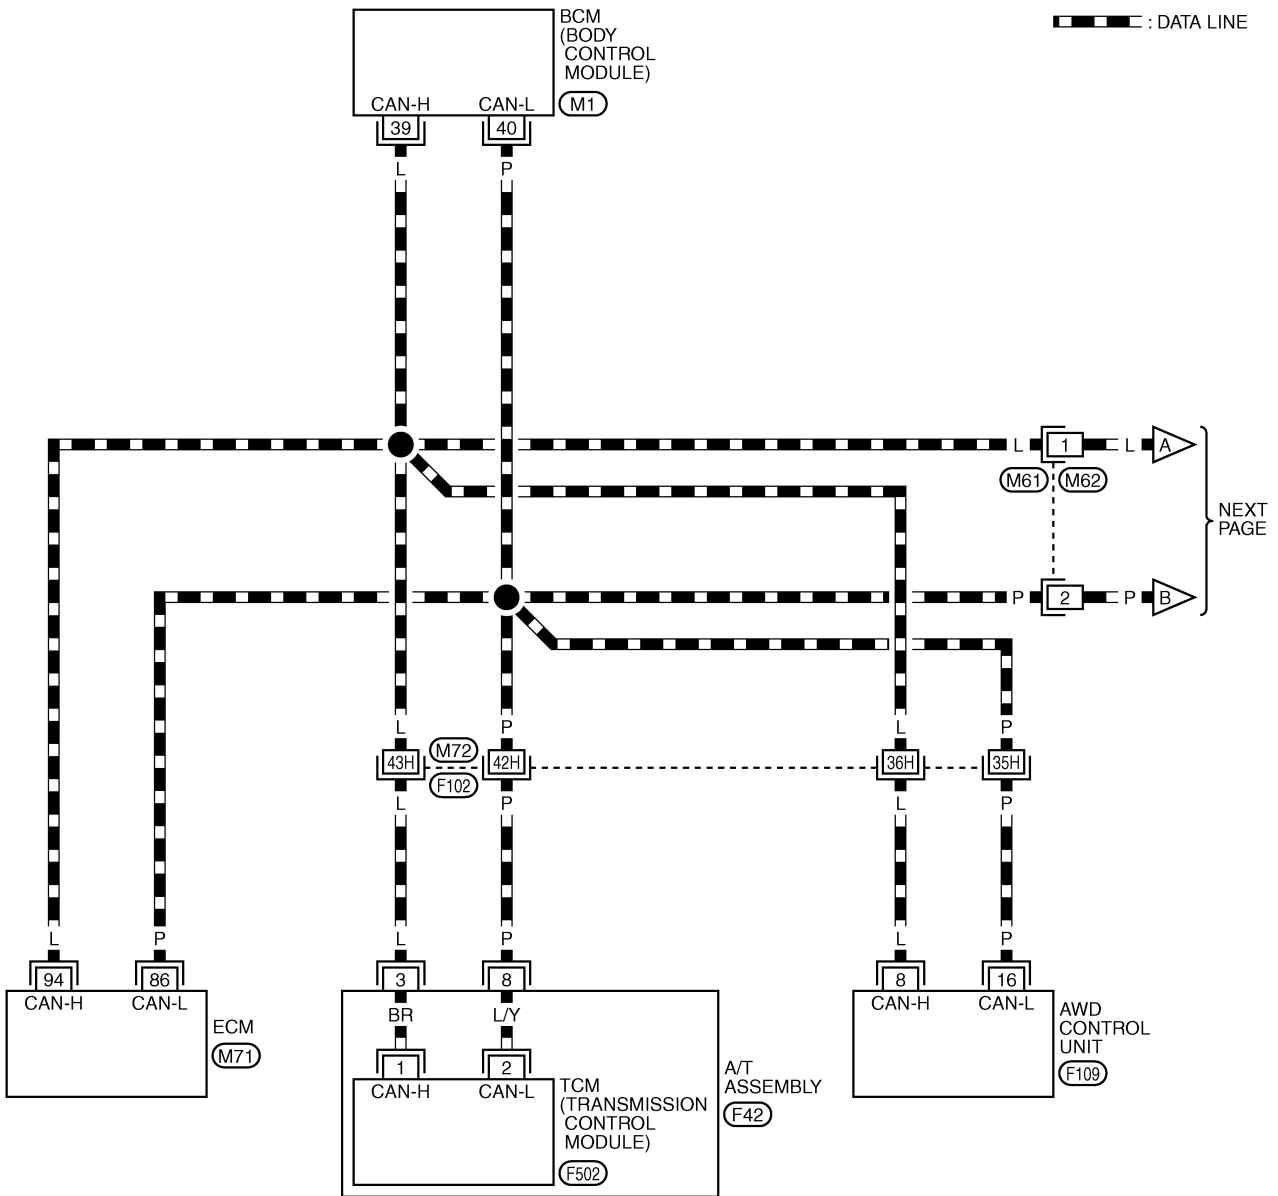 BCM
(BODY
CONTROL
MODULE)
: DATA LINE
CAN-H
CAN-L
M1
39
40
L
P
L
1
L
A
M61
M62
NEXT
PAGE
P
2
P
B
L
P
L
P
43H
M72
42H
36H
35H
F102
L
P
L
P
L
P
L
P
L
P
94
86
3
8
8
16
CAN-H
CAN-L
BR
L/Y
CAN-H
CAN-L
ECM
M71
AWD
CONTROL
UNIT
F109
1
2
CAN-H
CAN-L
TCM
(TRANSMISSION
CONTROL
MODULE)
F502
A/T
ASSEMBLY
F42